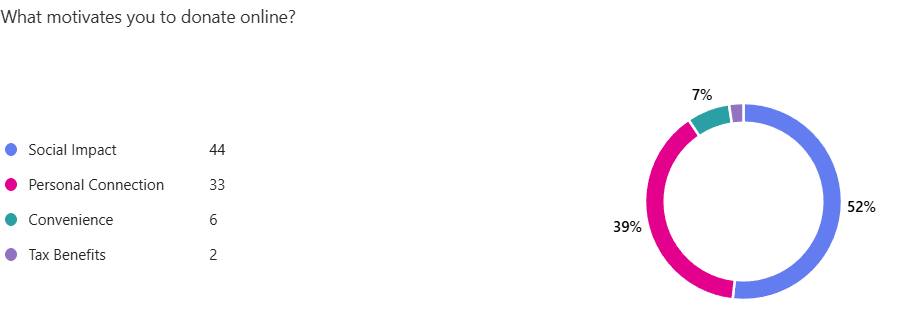 What motivates you to donate online?
Social Impact 44
Personal Connection 33
Convenience 6
Tax Benefits 2
7%
52%
39%